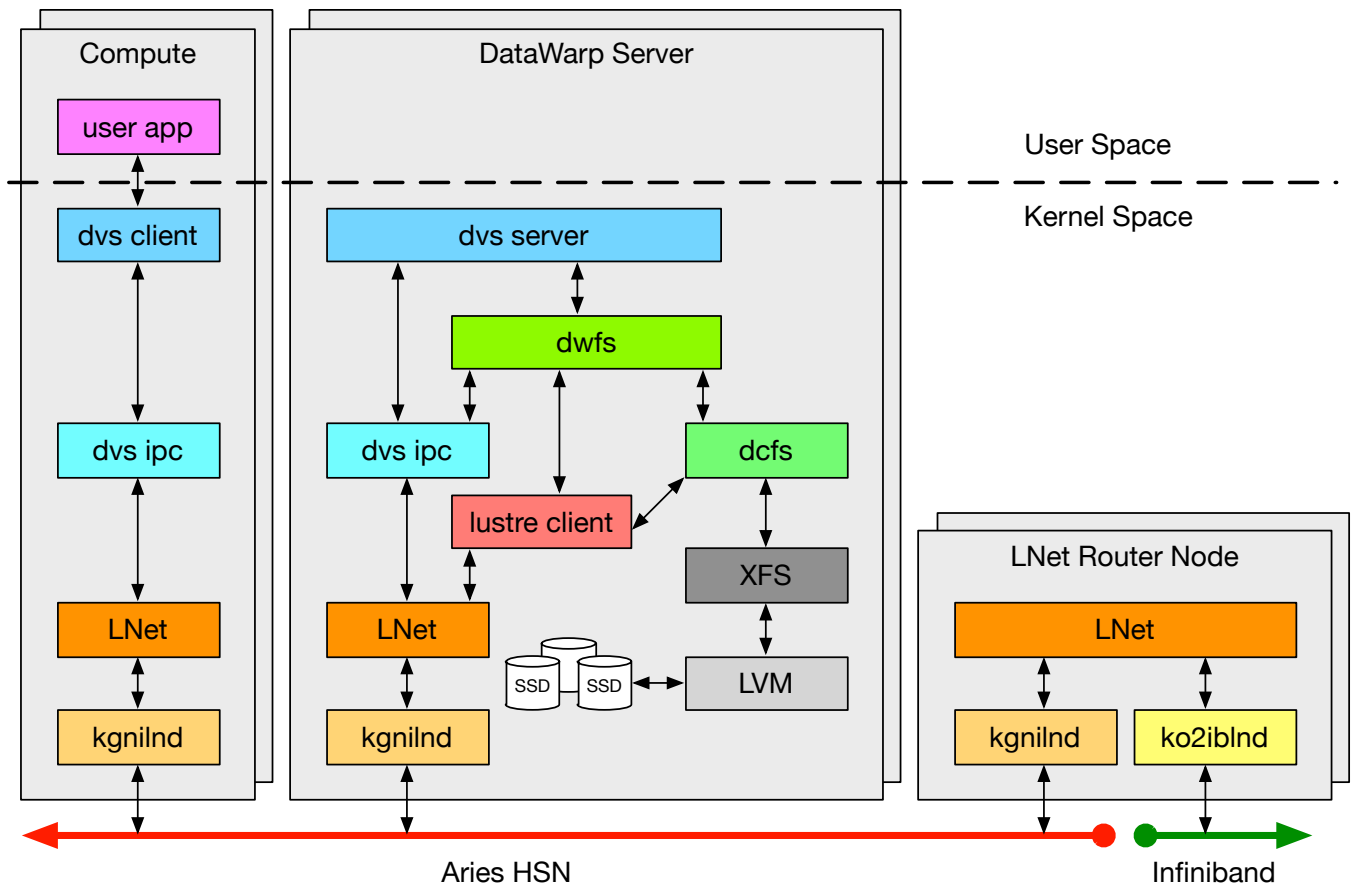 Compute
DataWarp Server
user app
User Space
Kernel Space
dvs client
dvs server
dwfs
dvs ipc
dvs ipc
dcfs
lustre client
LNet Router Node
XFS
LNet
LNet
LNet
SSD
SSD
LVM
kgnilnd
kgnilnd
kgnilnd
ko2iblnd
Aries HSN
Infiniband